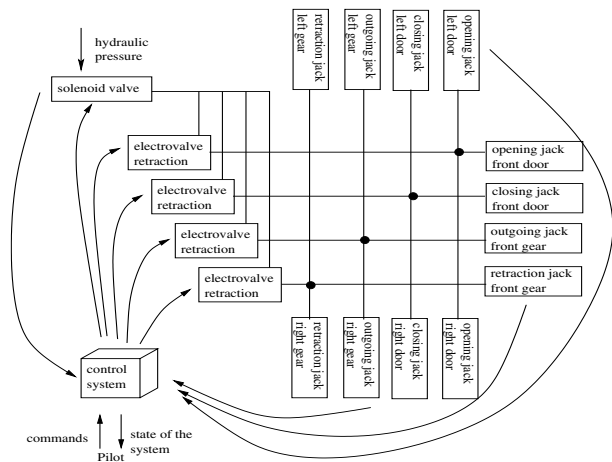 hydraulic
pressure
solenoid valve
retraction jack
left gear
outgoing jack
left gear
closing jack
left door
opening jack
left door
electrovalve
retraction
opening jack
front door
electrovalve
retraction
closing jack
front door
electrovalve
retraction
outgoing jack
front gear
electrovalve
retraction
retraction jack
front gear
retraction jack
right gear
outgoing jack
right gear
closing jack
right door
opening jack
right door
control
system
commands
state of the
system
Pilot